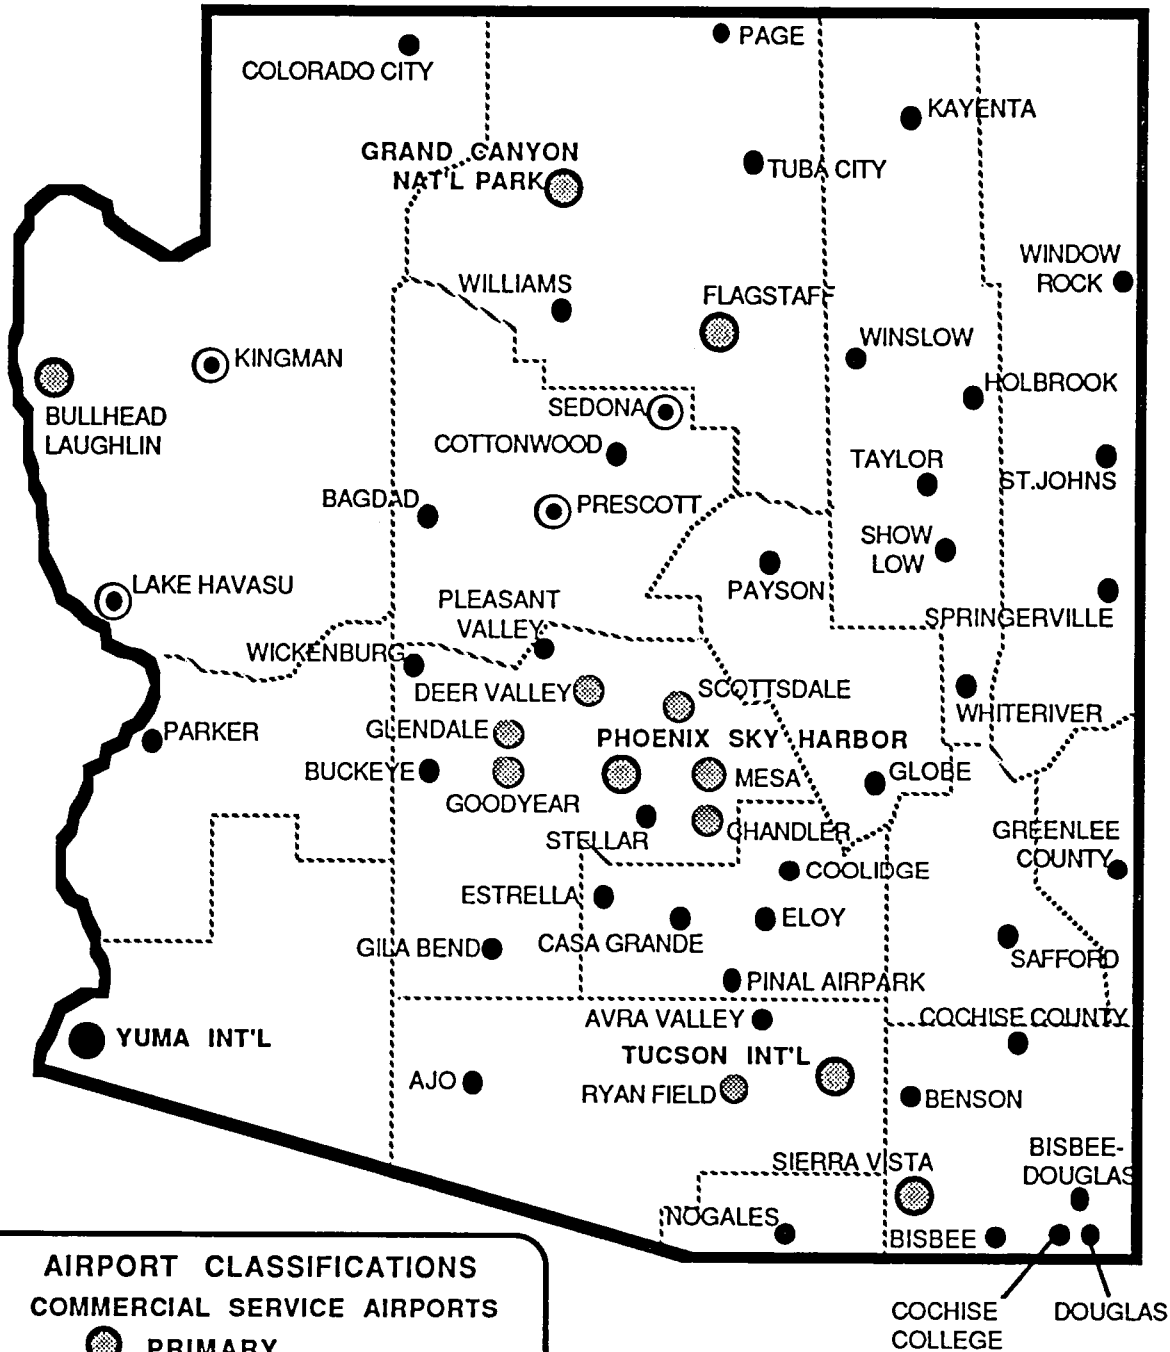 PAGE
COLORADO CITY
KAYENTA
GRAND CANYON
NAT'L PARK
TUBA CITY
WINDOW
ROCK
WILLIAMS
FLAGSTAFF
WINSLOW
KINGMAN
HOLBROOK
BULLHEAD
LAUGHLIN
SEDONA
COTTONWOOD
TAYLOR
ST.JOHNS
BAGDAD
PRESCOTT
SHOW
LOW
LAKE HAVASU
PAYSON
PLEASANT
VALLEY
SPRINGERVILLE
WICKENBURG
DEER VALLEY
SCOTTSDALE
WHITERIVER
PARKER
GLENDALE
PHOENIX SKY HARBOR
BUCKEYE
MESA
GLOBE
GOODYEAR
STELLAR
CHANDLER
GREENLEE
COUNTY
COOLIDGE
ESTRELLA
ELOY
GILA BEND
CASA GRANDE
SAFFORD
PINAL AIRPARK
AVRA VALLEY
COCHISE COUNTY
YUMA INT'L
TUCSON INT'L
AJO
RYAN FIELD
BENSON
SIERRA VISTA
BISBEE-
DOUGLAS
NOGALES
BISBEE
COCHISE
COLLEGE
DOUGLAS
AIRPORT CLASSIFICATIONS
COMMERCIAL SERVICE AIRPORTS
PRIMARY